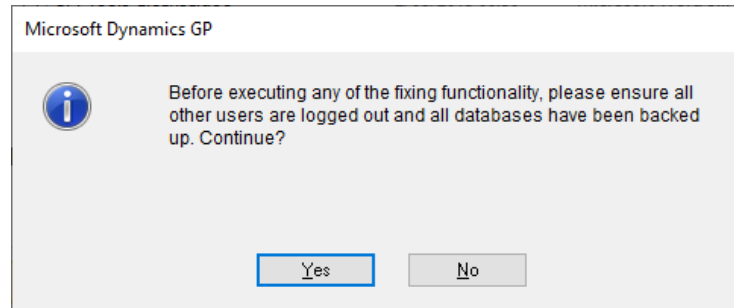 Microsoft Dynamics GP
Before executing any of the fixing functionality, please ensure all
other users are logged out and all databases have been backed
up. Continue?
Yes
No